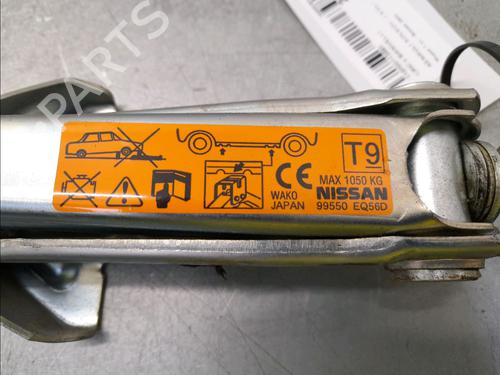 T9
MAX 1050 KG
WAKO
JAPAN
NISSAN
99550 EQ56D
CE
B-PARTS